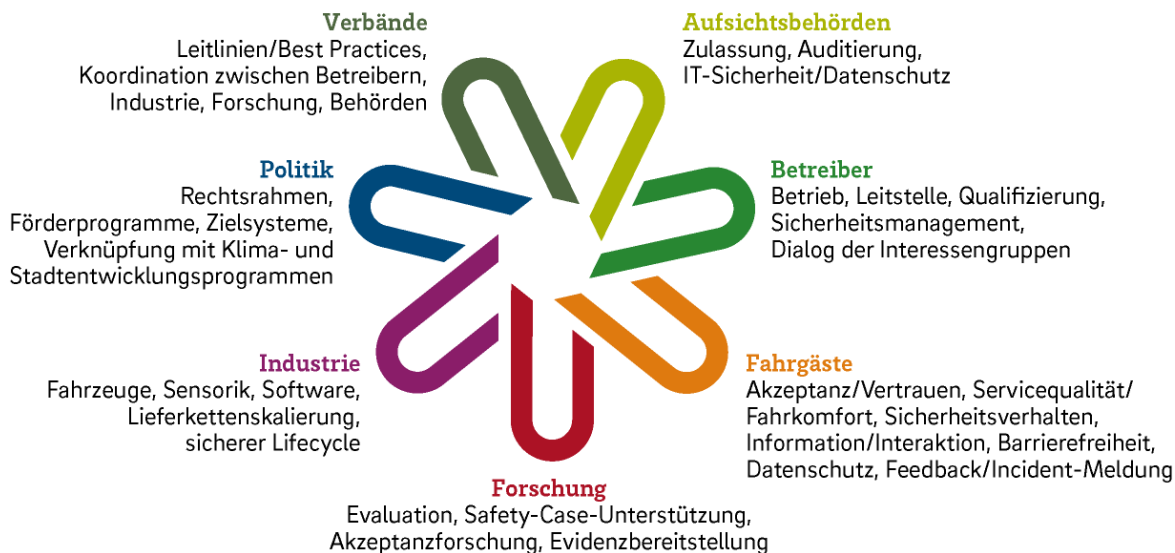 Verbände
Leitlinien/Best Practices,
Koordination zwischen Betreibern,
Industrie, Forschung, Behörden
Aufsichtsbehörden
Zulassung, Auditierung,
IT-Sicherheit/Datenschutz
Politik
Rechtsrahmen,
Förderprogramme, Zielsysteme,
Verknüpfung mit Klima- und
Stadtentwicklungsprogrammen
Betreiber
Betrieb, Leitstelle, Qualifizierung,
Sicherheitsmanagement,
Dialog der Interessengruppen
Industrie
Fahrzeuge, Sensorik, Software,
Lieferkettenskalierung,
sicherer Lifecycle
Fahrgäste
Akzeptanz/Vertrauen, Servicequalität/
Fahrkomfort, Sicherheitsverhalten,
Information/Interaktion, Barrierefreiheit,
Datenschutz, Feedback/Incident-Meldung
Forschung
Evaluation, Safety-Case-Unterstützung,
Akzeptanzforschung, Evidenzbereitstellung